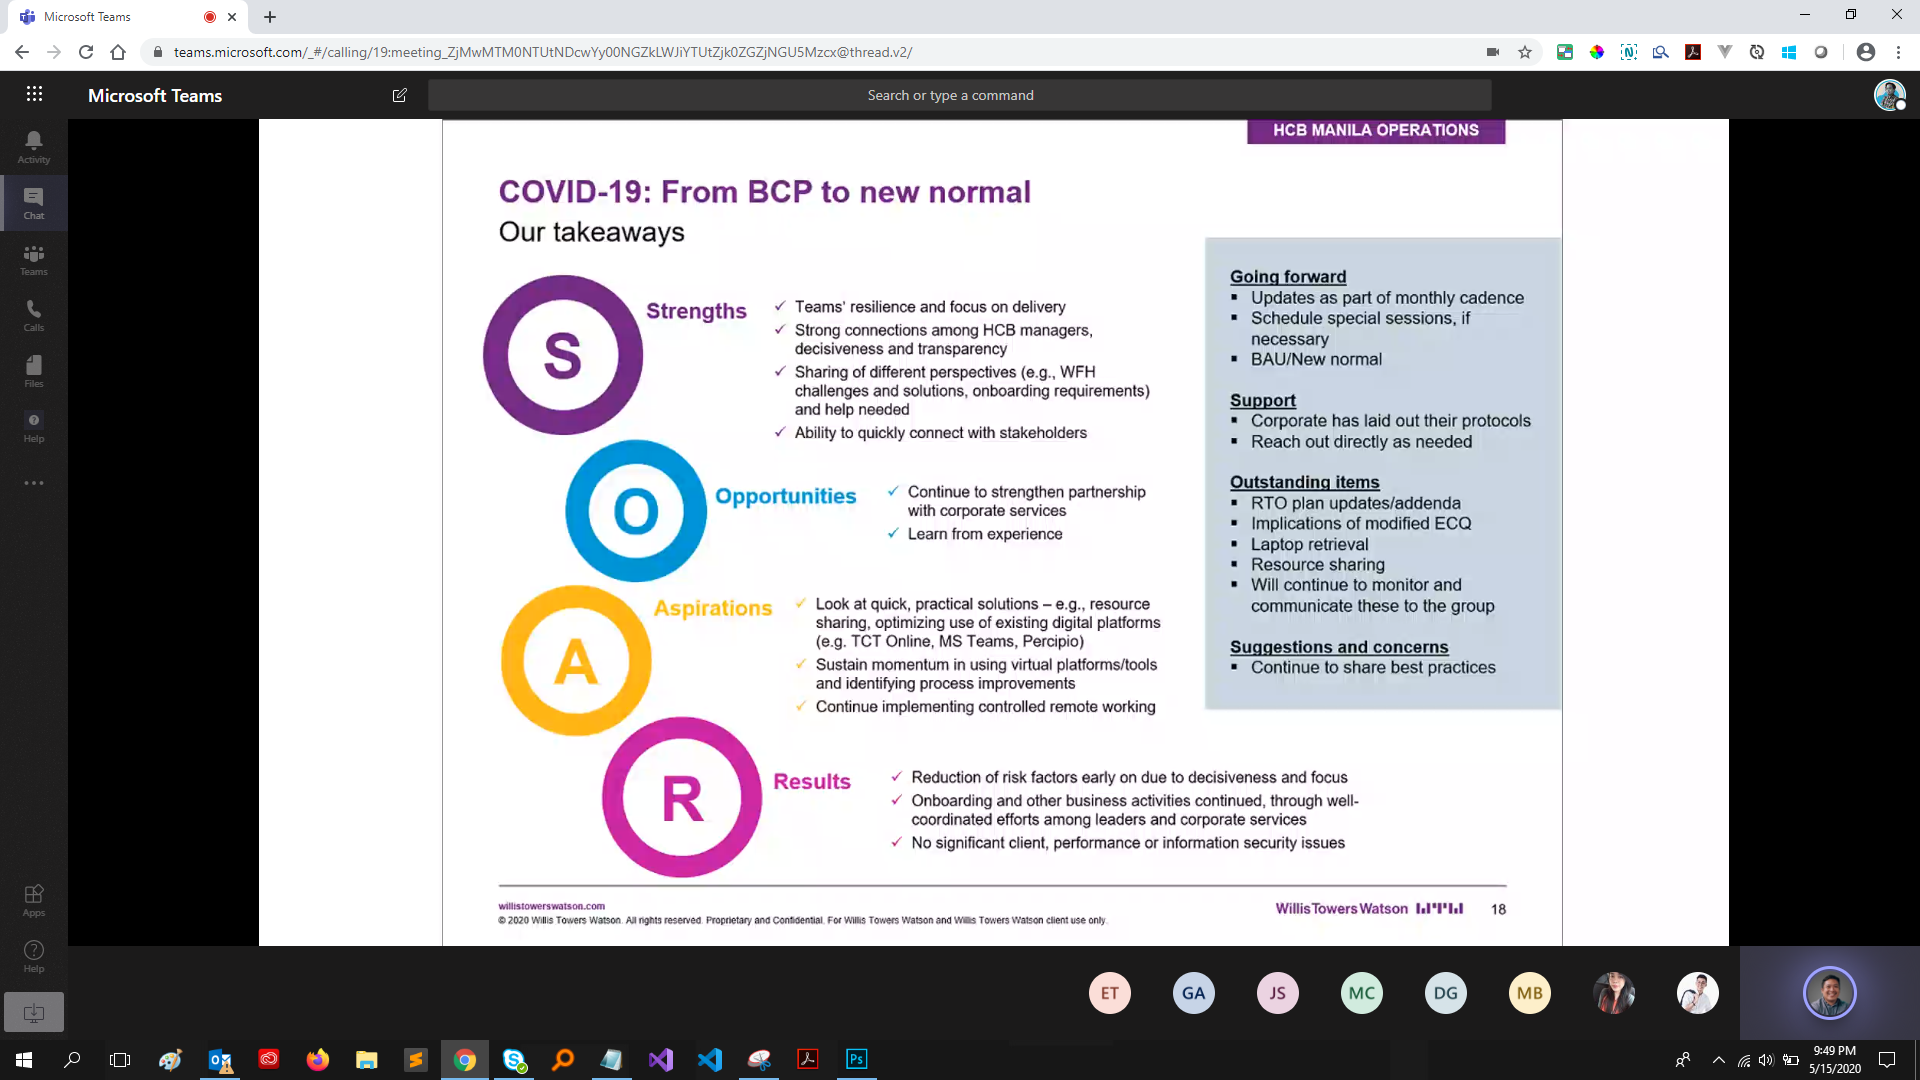 Microsoft Teams
teams.microsoft.com/_#/calling/19:meeting_ZjMwMTM0NTUtNDcwYy00NGZkLWJiYTUtZjk0ZGZjNGU5Mzcx@thread.v2/
Microsoft Teams
Search or type a command
Activity
Chat
Teams
Calls
Files
Help
Apps
Help
HCB MANILA OPERATIONS
COVID-19: From BCP to new normal
Our takeaways
S
Strengths
✓ Teams' resilience and focus on delivery
✓ Strong connections among HCB managers,
decisiveness and transparency
✓ Sharing of different perspectives (e.g., WFH
challenges and solutions, onboarding requirements)
and help needed
✓ Ability to quickly connect with stakeholders
O
Opportunities
✓ Continue to strengthen partnership
with corporate services
✓ Learn from experience
A
Aspirations
✓ Look at quick, practical solutions – e.g., resource
sharing, optimizing use of existing digital platforms
(e.g. TCT Online, MS Teams, Percipio)
✓ Sustain momentum in using virtual platforms/tools
and identifying process improvements
✓ Continue implementing controlled remote working
R
Results
✓ Reduction of risk factors early on due to decisiveness and focus
✓ Onboarding and other business activities continued, through well-
coordinated efforts among leaders and corporate services
✓ No significant client, performance or information security issues
Going forward
▪ Updates as part of monthly cadence
▪ Schedule special sessions, if
necessary
▪ BAU/New normal
Support
▪ Corporate has laid out their protocols
▪ Reach out directly as needed
Outstanding items
▪ RTO plan updates/addenda
▪ Implications of modified ECQ
▪ Laptop retrieval
▪ Resource sharing
▪ Will continue to monitor and
communicate these to the group
Suggestions and concerns
▪ Continue to share best practices
willistowerswatson.com
© 2020 Willis Towers Watson. All rights reserved. Proprietary and Confidential. For Willis Towers Watson and Willis Towers Watson client use only.
Willis Towers Watson
18
ET
GA
JS
MC
DG
MB
Ps
9:49 PM
5/15/2020